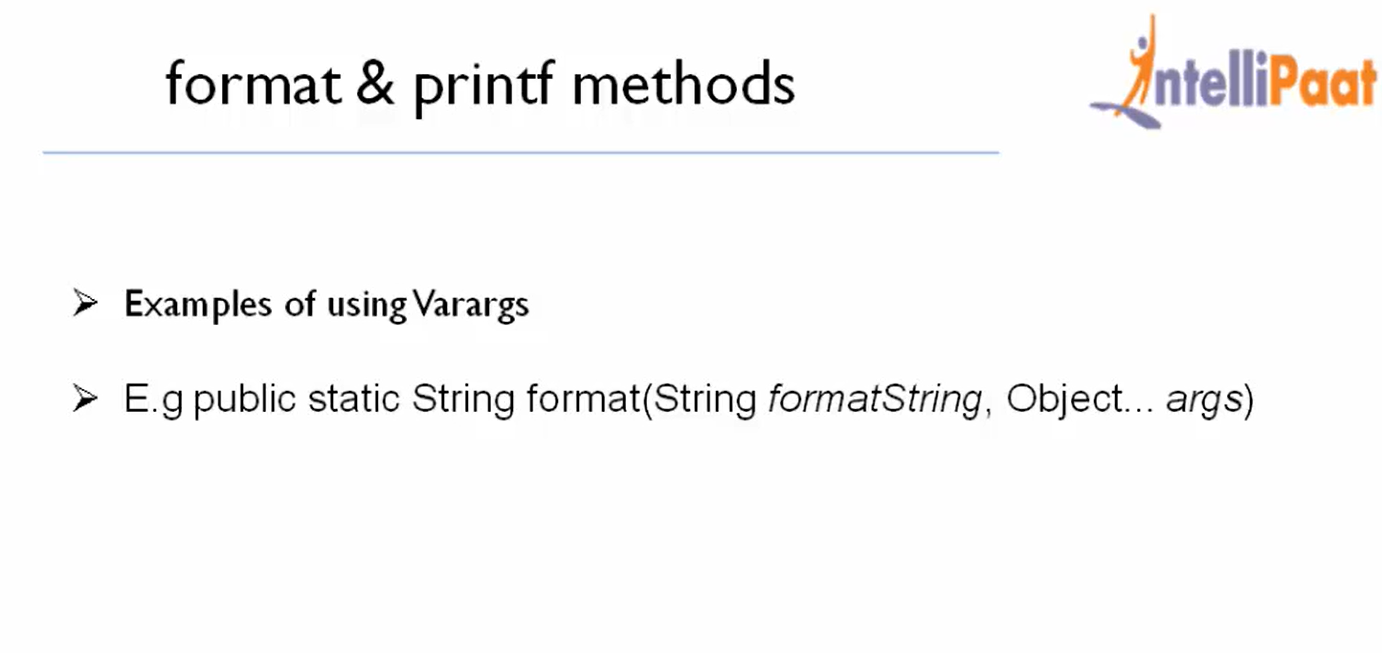 format & printf methods
IntelliPaat
Examples of using Varargs
E.g public static String format(String formatString, Object... args)